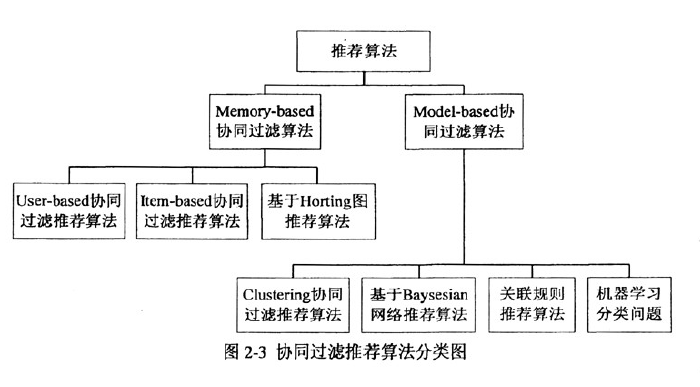 推荐算法
Memory-based
协同过滤算法
Model-based协
同过滤算法
User-based协同
过滤推荐算法
Item-based协同
过滤推荐算法
基于Horting图
推荐算法
Clustering协同
过滤推荐算法
基于Baysesian
网络推荐算法
关联规则
推荐算法
机器学习
分类问题
图 2-3 协同过滤推荐算法分类图